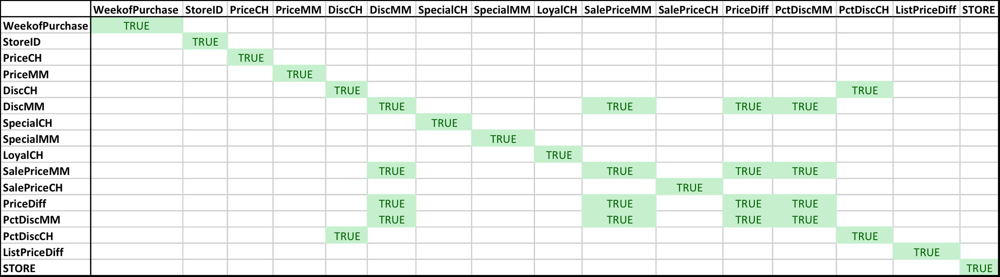 WeekofPurchase StoreID PriceCH PriceMM DiscCH DiscMM SpecialCH SpecialMM LoyalCH SalePriceMM SalePriceCH PriceDiff PctDiscMM PctDiscCH ListPriceDiff STORE
WeekofPurchase TRUE
StoreID TRUE
PriceCH TRUE
PriceMM TRUE
DiscCH TRUE TRUE
DiscMM TRUE TRUE TRUE TRUE
SpecialCH TRUE
SpecialMM TRUE
LoyalCH TRUE
SalePriceMM TRUE TRUE TRUE TRUE
SalePriceCH TRUE
PriceDiff TRUE TRUE TRUE TRUE
PctDiscMM TRUE TRUE TRUE TRUE
PctDiscCH TRUE TRUE
ListPriceDiff TRUE
STORE TRUE